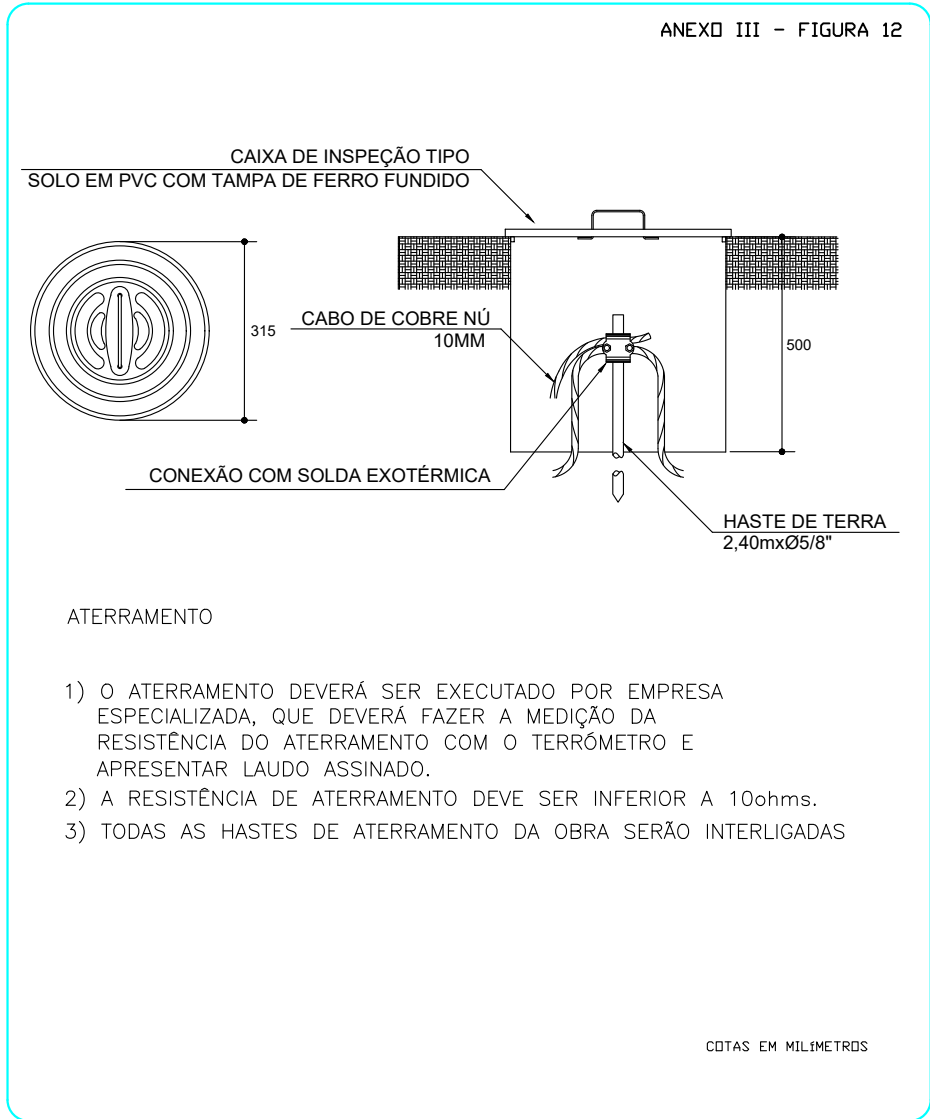 ANEXO III - FIGURA 12
CAIXA DE INSPEÇÃO TIPO
SOLO EM PVC COM TAMPA DE FERRO FUNDIDO
315
CABO DE COBRE NÚ
10MM
500
CONEXÃO COM SOLDA EXOTÉRMICA
HASTE DE TERRA
2,40mxØ5/8"
ATERRAMENTO
1) O ATERRAMENTO DEVERÁ SER EXECUTADO POR EMPRESA
ESPECIALIZADA, QUE DEVERÁ FAZER A MEDIÇÃO DA
RESISTÊNCIA DO ATERRAMENTO COM O TERRÓMETRO E
APRESENTAR LAUDO ASSINADO.
2) A RESISTÊNCIA DE ATERRAMENTO DEVE SER INFERIOR A 10ohms.
3) TODAS AS HASTES DE ATERRAMENTO DA OBRA SERÃO INTERLIGADAS
COTAS EM MILíMETROS